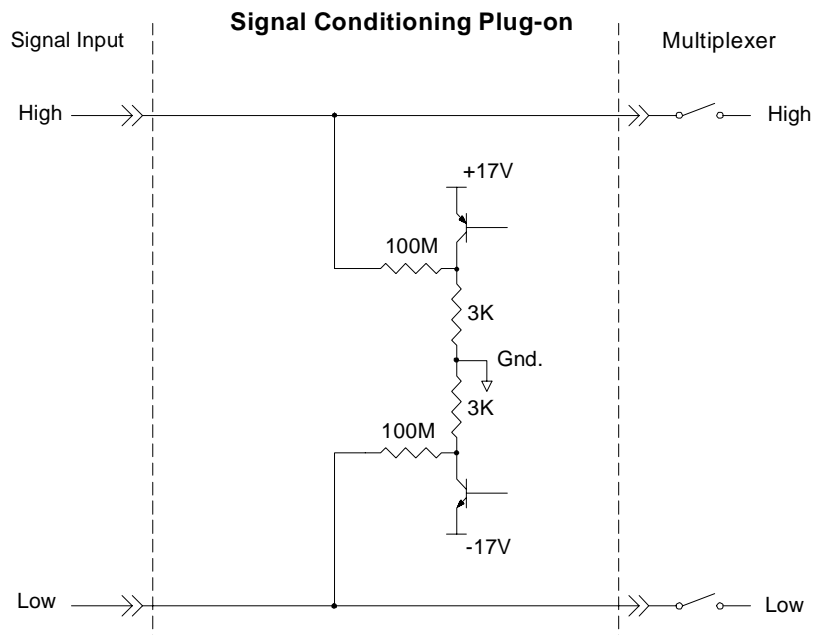 Signal Conditioning Plug-on
Signal Input
Multiplexer
High
High
+17V
100M
3K
Gnd.
3K
100M
-17V
Low
Low